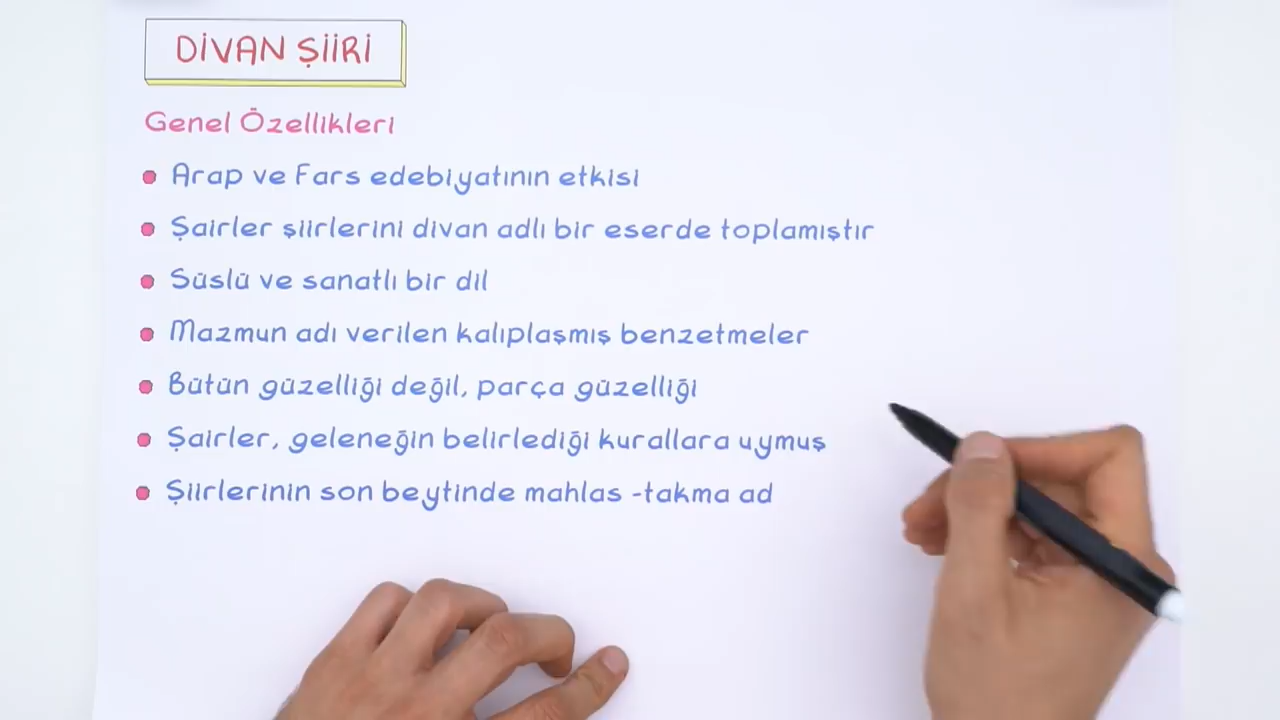 DİVAN ŞİİRİ
Genel Özellikleri
Arap ve Fars edebiyatının etkisi
Şairler şiirlerini divan adlı bir eserde toplamıştır
Süslü ve sanatlı bir dil
Mazmun adı verilen kalıplaşmış benzetmeler
Bütün güzelliği değil, parça güzelliği
Şairler, geleneğin belirlediği kurallara uymuş
Şiirlerinin son beytinde mahlas -takma ad